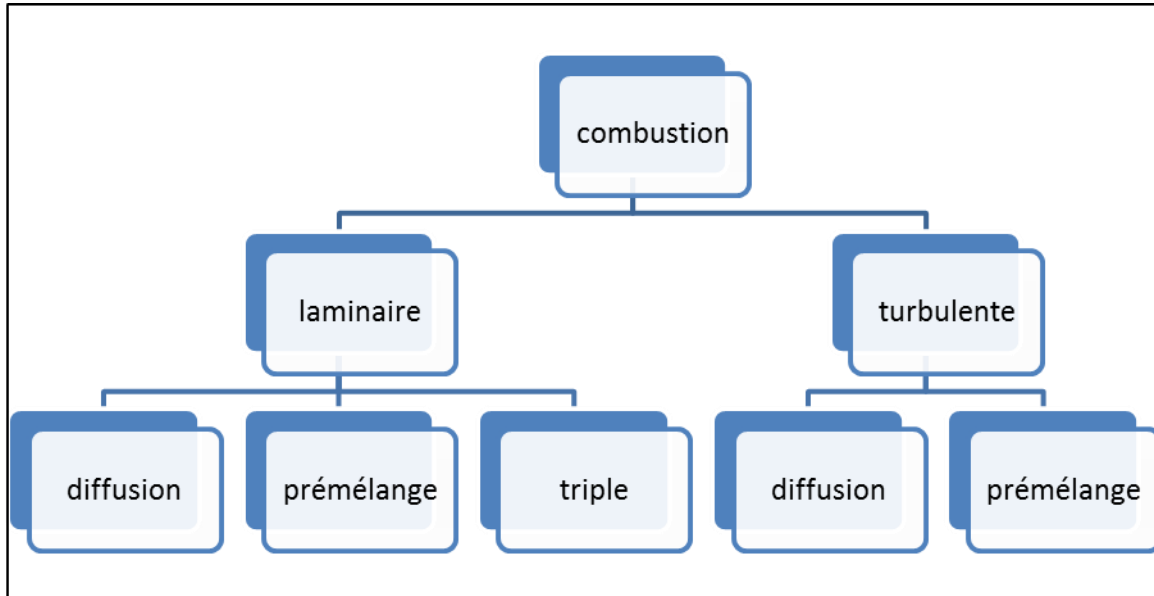 combustion
laminaire
turbulente
diffusion
prémélange
triple
diffusion
prémélange